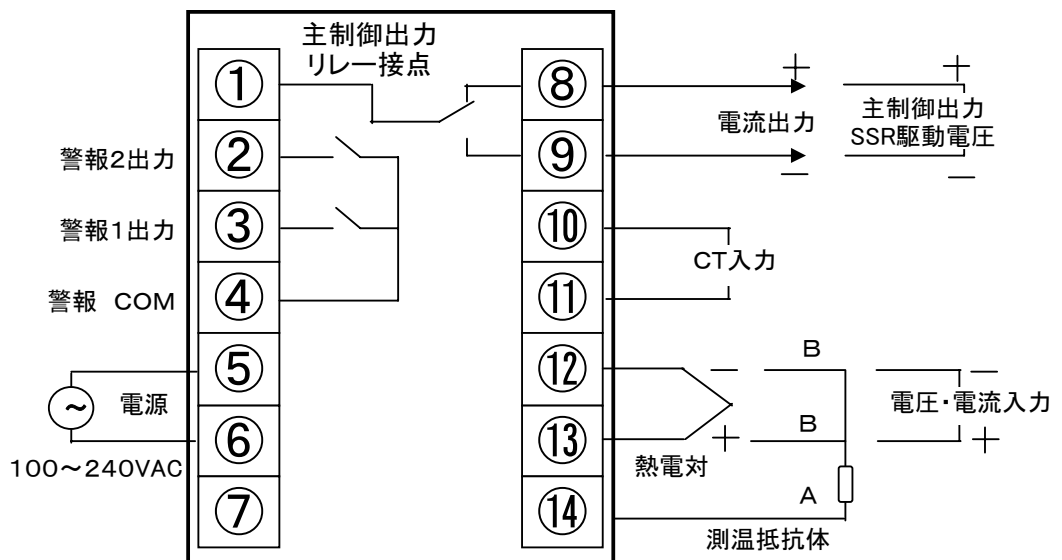 主制御出力
リレー接点
①
②
③
④
⑤
⑥
⑦
⑧
⑨
⑩
⑪
⑫
⑬
⑭
警報2出力
警報1出力
警報 COM
~
電源
100～240VAC
+
電流出力
−
+
主制御出力
SSR駆動電圧
−
CT入力
−
+
熱電対
B
B
A
測温抵抗体
−
電圧・電流入力
+